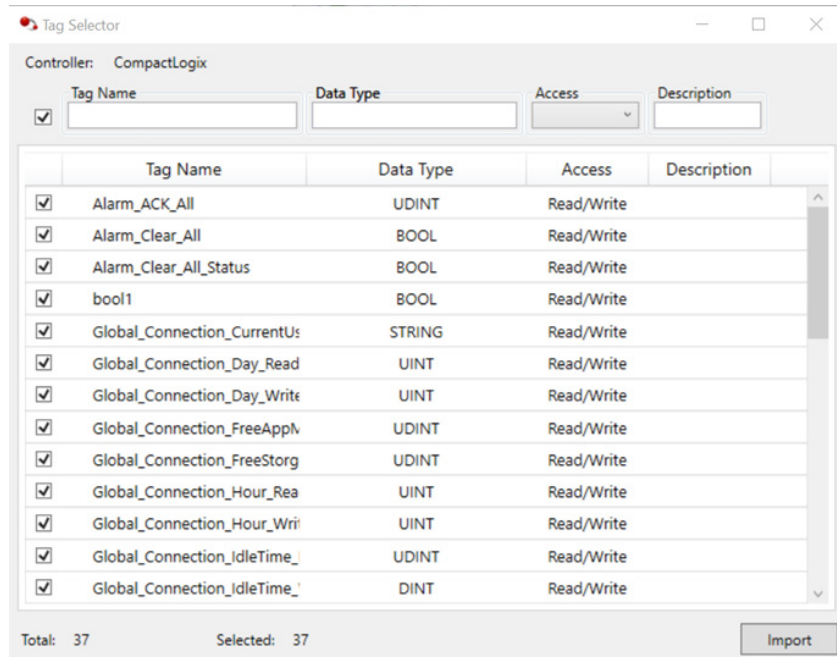 Tag Selector
Controller: CompactLogix
Tag Name Data Type Access Description
Tag Name Data Type Access Description
Alarm_ACK_All UDINT Read/Write
Alarm_Clear_All BOOL Read/Write
Alarm_Clear_All_Status BOOL Read/Write
bool1 BOOL Read/Write
Global_Connection_CurrentUs STRING Read/Write
Global_Connection_Day_Read UINT Read/Write
Global_Connection_Day_Write UINT Read/Write
Global_Connection_FreeAppM UDINT Read/Write
Global_Connection_FreeStorg UDINT Read/Write
Global_Connection_Hour_Rea UINT Read/Write
Global_Connection_Hour_Writ UINT Read/Write
Global_Connection_IdleTime_ UDINT Read/Write
Global_Connection_IdleTime_ DINT Read/Write
Total: 37 Selected: 37 Import